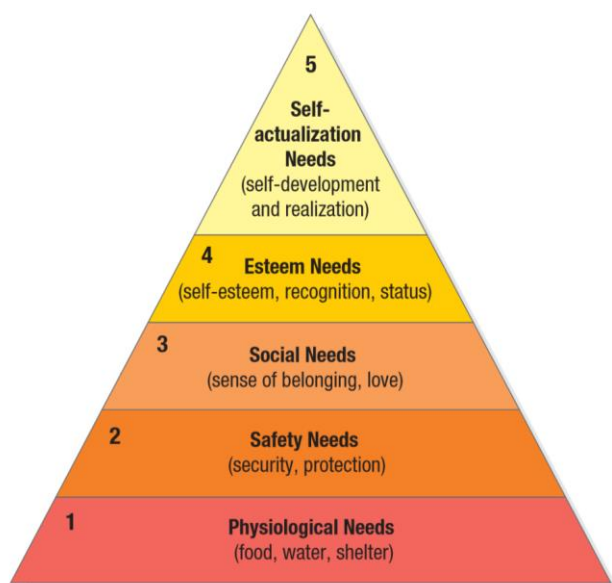 5
Self-
actualization
Needs
(self-development
and realization)
4
Esteem Needs
(self-esteem, recognition, status)
3
Social Needs
(sense of belonging, love)
2
Safety Needs
(security, protection)
1
Physiological Needs
(food, water, shelter)